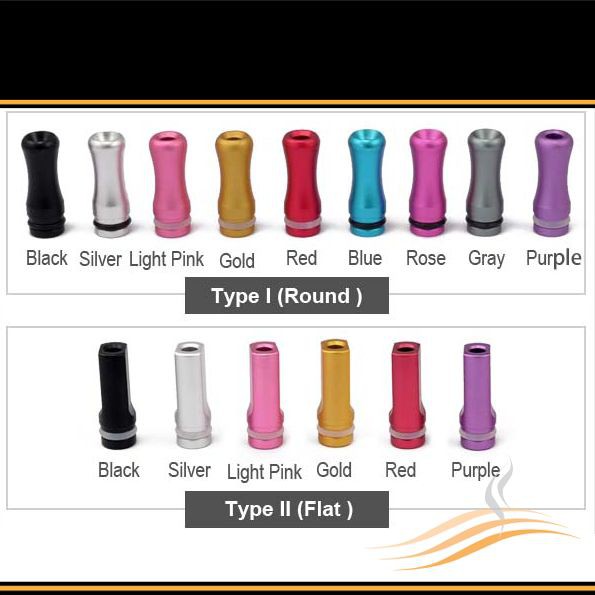 Black Silver Light Pink Gold Red Blue Rose Gray Purple
Type I (Round )
Black Silver Light Pink Gold Red Purple
Type II (Flat )